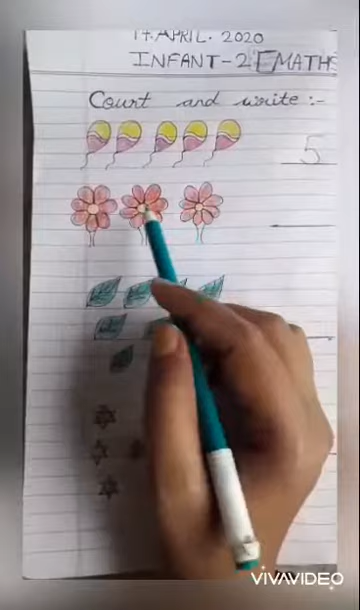 14.APRIL. 2020
INFANT-2 [MATHS
Count and write :-
5
VIVAVIDEO